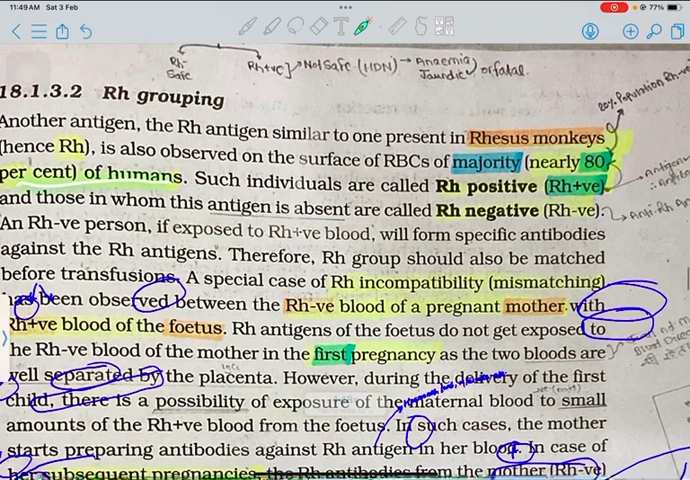 11:49 AM Sat 3 Feb
77%
Rh-
Safe
Rh+ve} → Not Safe (HDN) → Anaemia
Jaundic) or fatal.
18.1.3.2 Rh grouping
20% Population Rh-ve
Another antigen, the Rh antigen similar to one present in Rhesus monkeys
(hence Rh), is also observed on the surface of RBCs of majority (nearly 80
per cent) of humans. Such individuals are called Rh positive (Rh+ve)
and those in whom this antigen is absent are called Rh negative (Rh-ve).
An Rh-ve person, if exposed to Rh+ve blood, will form specific antibodies
against the Rh antigens. Therefore, Rh group should also be matched
before transfusions. A special case of Rh incompatibility (mismatching)
has been observed between the Rh-ve blood of a pregnant mother with
Rh+ve blood of the foetus. Rh antigens of the foetus do not get exposed to
he Rh-ve blood of the mother in the first pregnancy as the two bloods are
well separated by the placenta. However, during the delivery of the first
child, there is a possibility of exposure of the maternal blood to small
amounts of the Rh+ve blood from the foetus. In such cases, the mother
starts preparing antibodies against Rh antigen in her blood. In case of
her subsequent pregnancies, the Rh antibodies from the mother (Rh-ve)